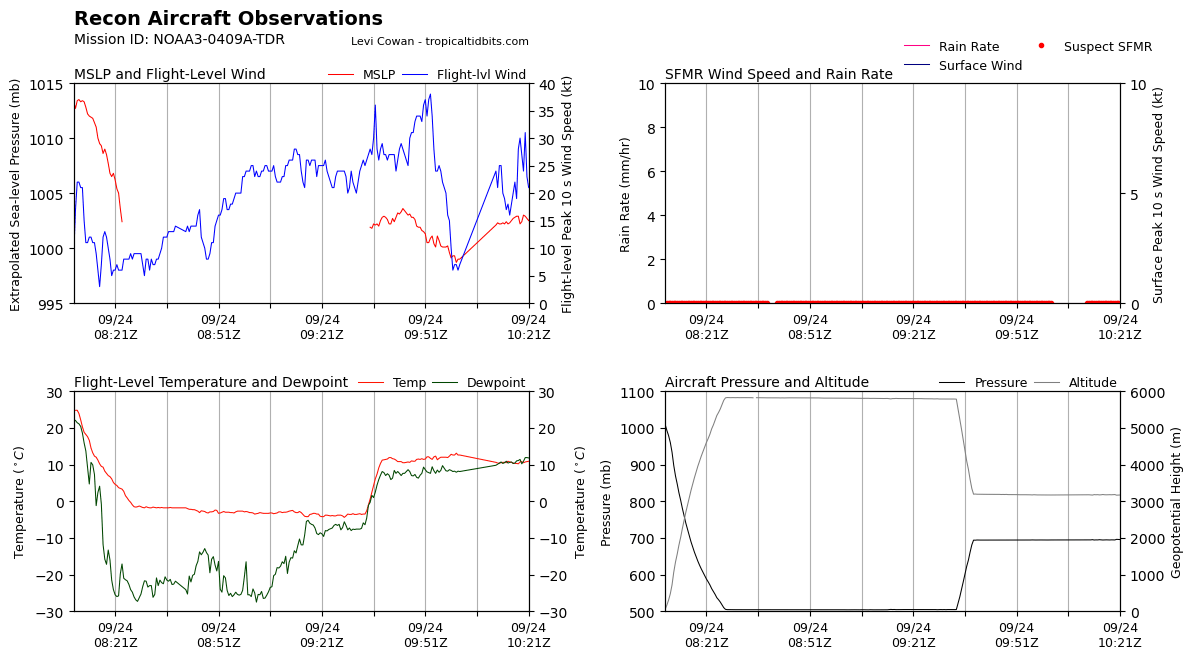 Recon Aircraft Observations
Mission ID: NOAA3-0409A-TDR
Levi Cowan - tropicaltidbits.com
MSLP and Flight-Level Wind
MSLP
Flight-lvl Wind
Extrapolated Sea-level Pressure (mb)
1015
1010
1005
1000
995
40
35
30
25
20
15
10
5
0
Flight-level Peak 10 s Wind Speed (kt)
09/24 09/24 09/24 09/24 09/24
08:21Z 08:51Z 09:21Z 09:51Z 10:21Z
Rain Rate
Surface Wind
Suspect SFMR
SFMR Wind Speed and Rain Rate
Rain Rate (mm/hr)
10
8
6
4
2
0
10
5
0
Surface Peak 10 s Wind Speed (kt)
09/24 09/24 09/24 09/24 09/24
08:21Z 08:51Z 09:21Z 09:51Z 10:21Z
Flight-Level Temperature and Dewpoint
Temp
Dewpoint
Temperature (°C)
30
20
10
0
−10
−20
−30
30
20
10
0
−10
−20
−30
Temperature (°C)
09/24 09/24 09/24 09/24 09/24
08:21Z 08:51Z 09:21Z 09:51Z 10:21Z
Aircraft Pressure and Altitude
Pressure
Altitude
Pressure (mb)
1100
1000
900
800
700
600
500
6000
5000
4000
3000
2000
1000
0
Geopotential Height (m)
09/24 09/24 09/24 09/24 09/24
08:21Z 08:51Z 09:21Z 09:51Z 10:21Z